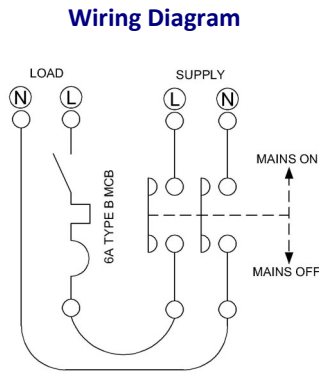 Wiring Diagram
LOAD SUPPLY
N L L N
MAINS ON
6A TYPE B MCB
MAINS OFF